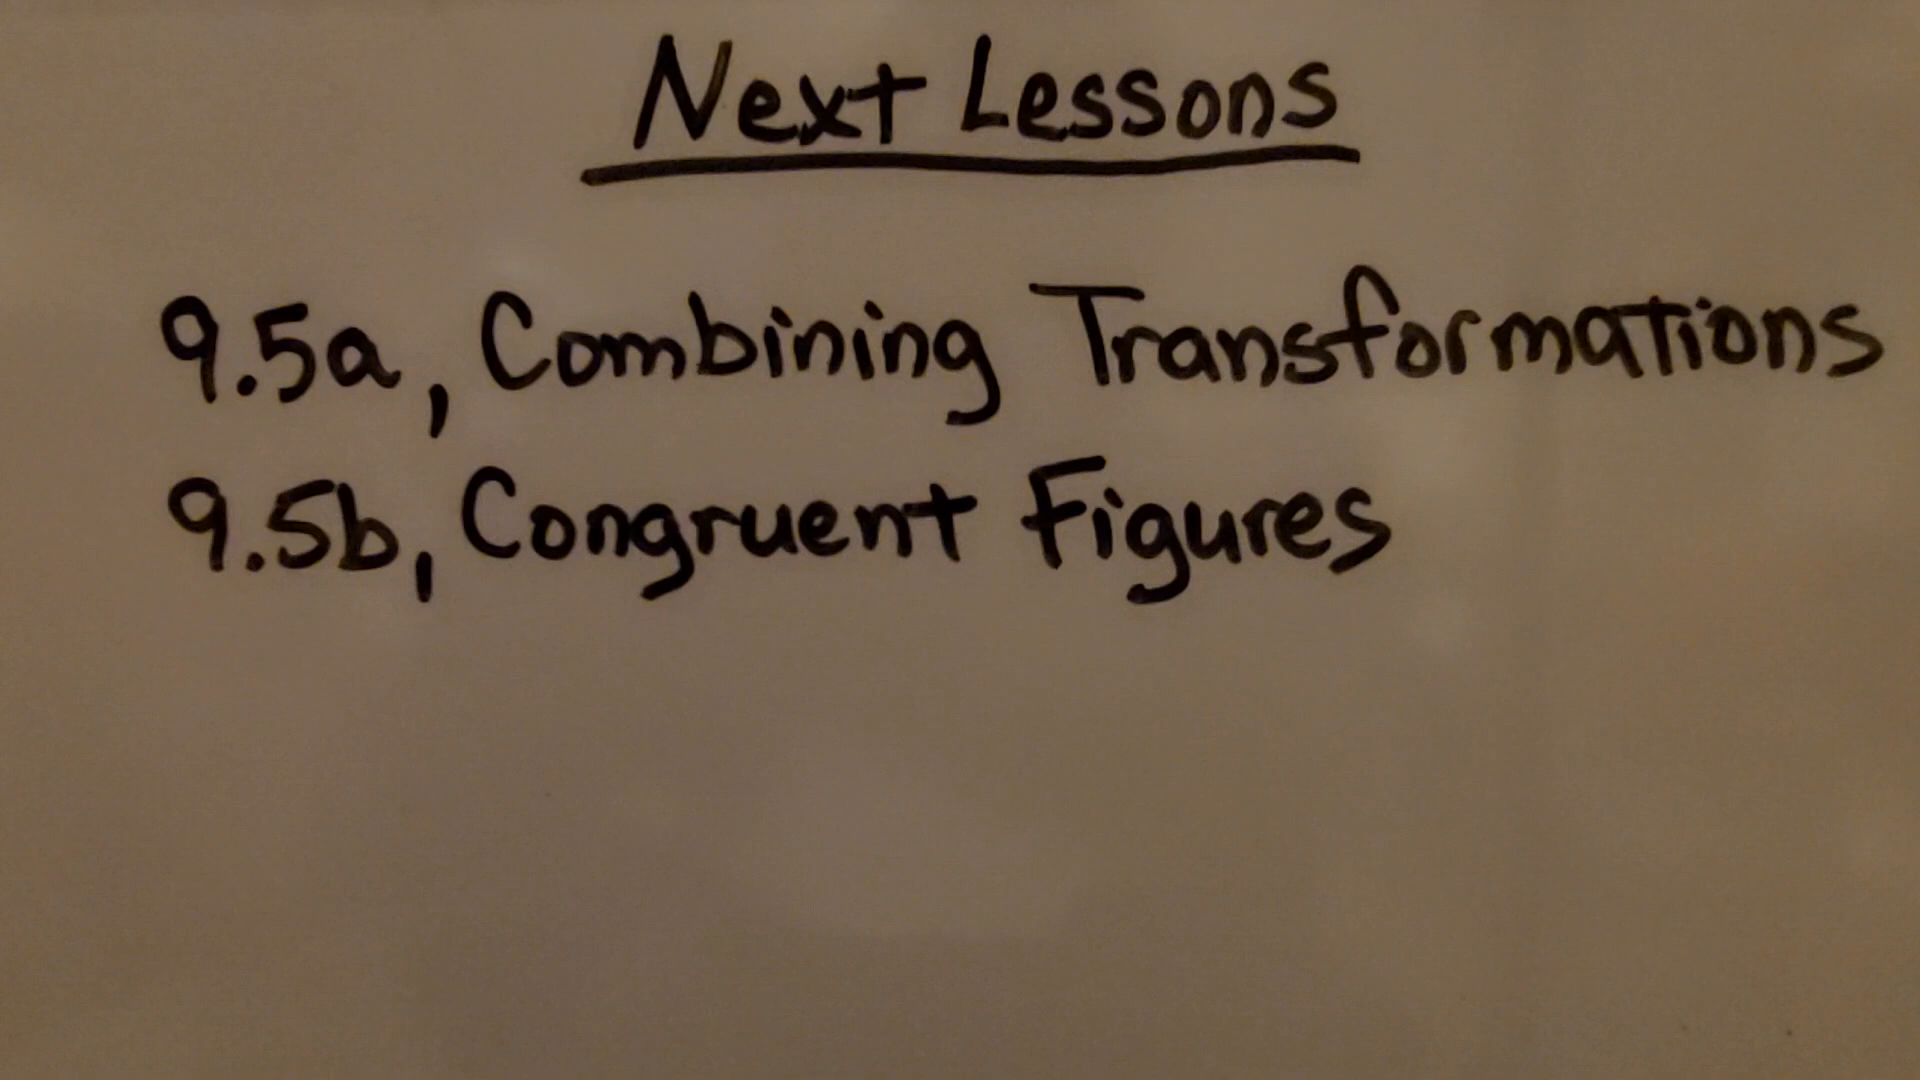 Next Lessons
9.5a, Combining Transformations
9.5b, Congruent Figures